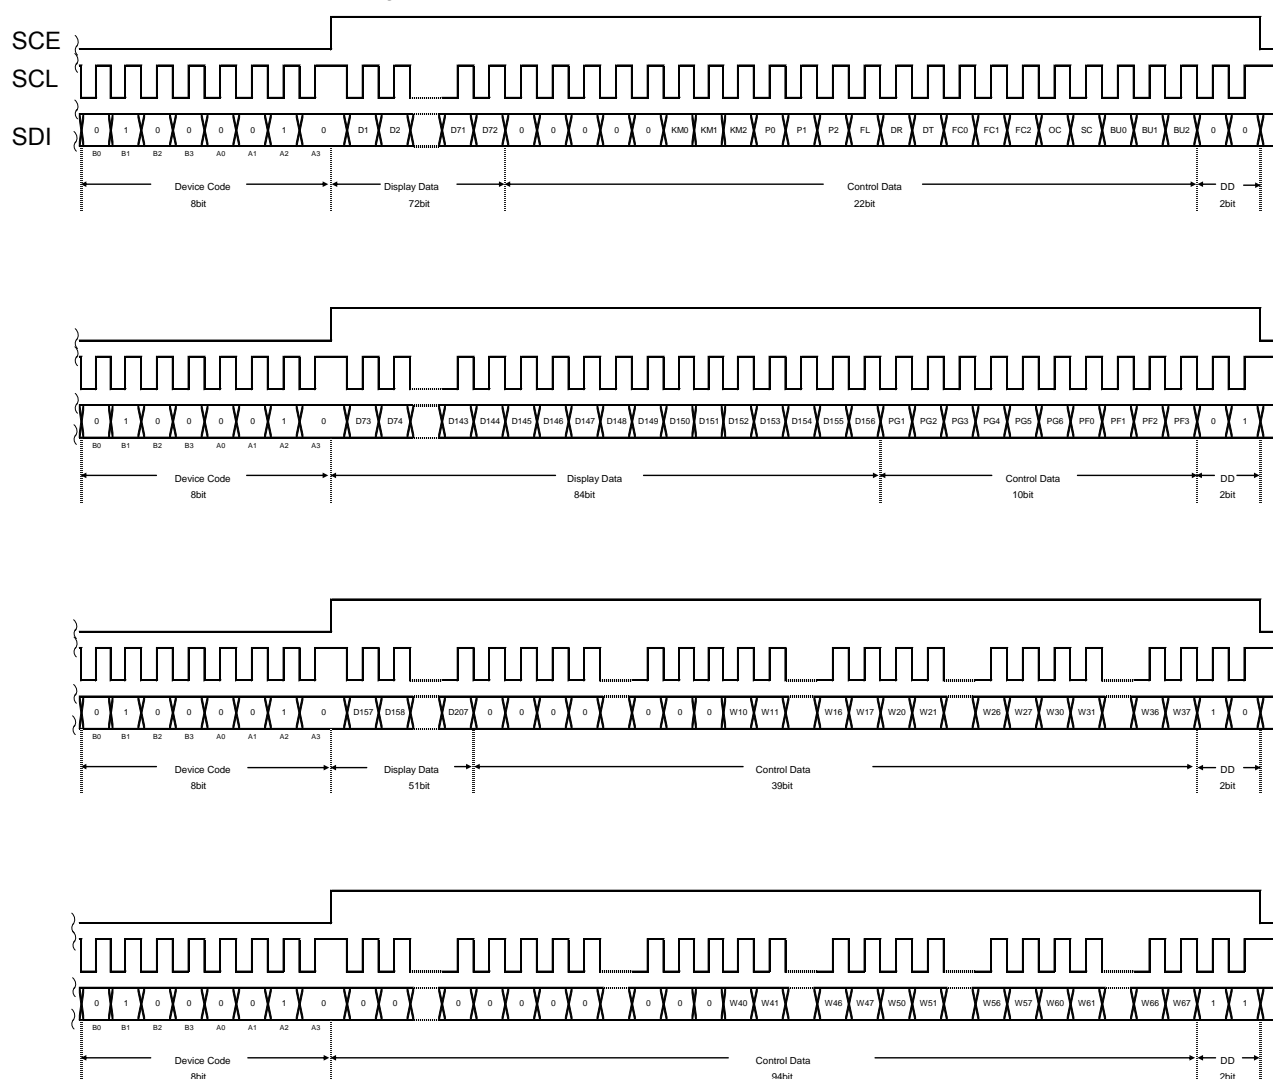 SCE
SCL
SDI
0 1 0 0 0 0 1 0 D1 D2 D71 D72 0 0 0 0 0 KM0 KM1 KM2 P0 P1 P2 FL DR DT FC0 FC1 FC2 OC SC BU0 BU1 BU2 0 0
B0 B1 B2 B3 A0 A1 A2 A3
Device Code Display Data Control Data DD
8bit 72bit 22bit 2bit
0 1 0 0 0 0 1 0 D73 D74 D143 D144 D145 D146 D147 D148 D149 D150 D151 D152 D153 D154 D155 D156 PG1 PG2 PG3 PG4 PG5 PG6 PF0 PF1 PF2 PF3 0 1
B0 B1 B2 B3 A0 A1 A2 A3
Device Code Display Data Control Data DD
8bit 84bit 10bit 2bit
0 1 0 0 0 0 1 0 D157 D158 D207 0 0 0 0 0 0 0 W10 W11 W16 W17 W20 W21 W26 W27 W30 W31 W36 W37 1 0
B0 B1 B2 B3 A0 A1 A2 A3
Device Code Display Data Control Data DD
8bit 51bit 39bit 2bit
0 1 0 0 0 0 1 0 0 0 0 0 0 0 0 0 0 0 W40 W41 W46 W47 W50 W51 W56 W57 W60 W61 W66 W67 1 1
B0 B1 B2 B3 A0 A1 A2 A3
Device Code Control Data DD
8bit 94bit 2bit